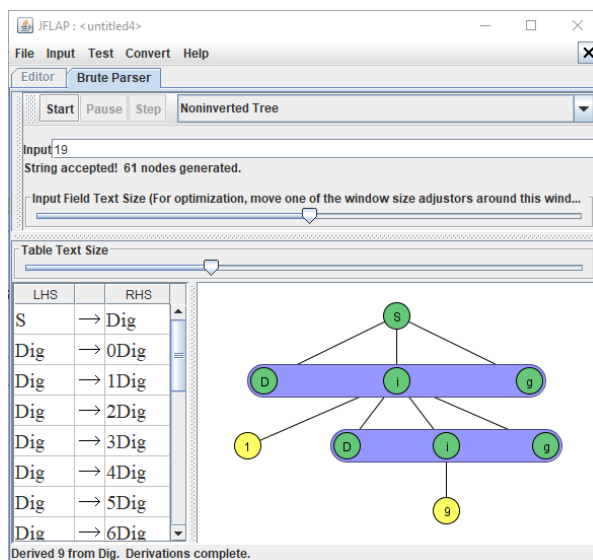 JFLAP : <untitled4>
File Input Test Convert Help
Editor Brute Parser
Start Pause Step Noninverted Tree
Input 19
String accepted! 61 nodes generated.
Input Field Text Size (For optimization, move one of the window size adjustors around this wind...
Table Text Size
LHS RHS
S → Dig
Dig → 0Dig
Dig → 1Dig
Dig → 2Dig
Dig → 3Dig
Dig → 4Dig
Dig → 5Dig
Dig → 6Dig
S
D i g
1 D i g
9
Derived 9 from Dig. Derivations complete.